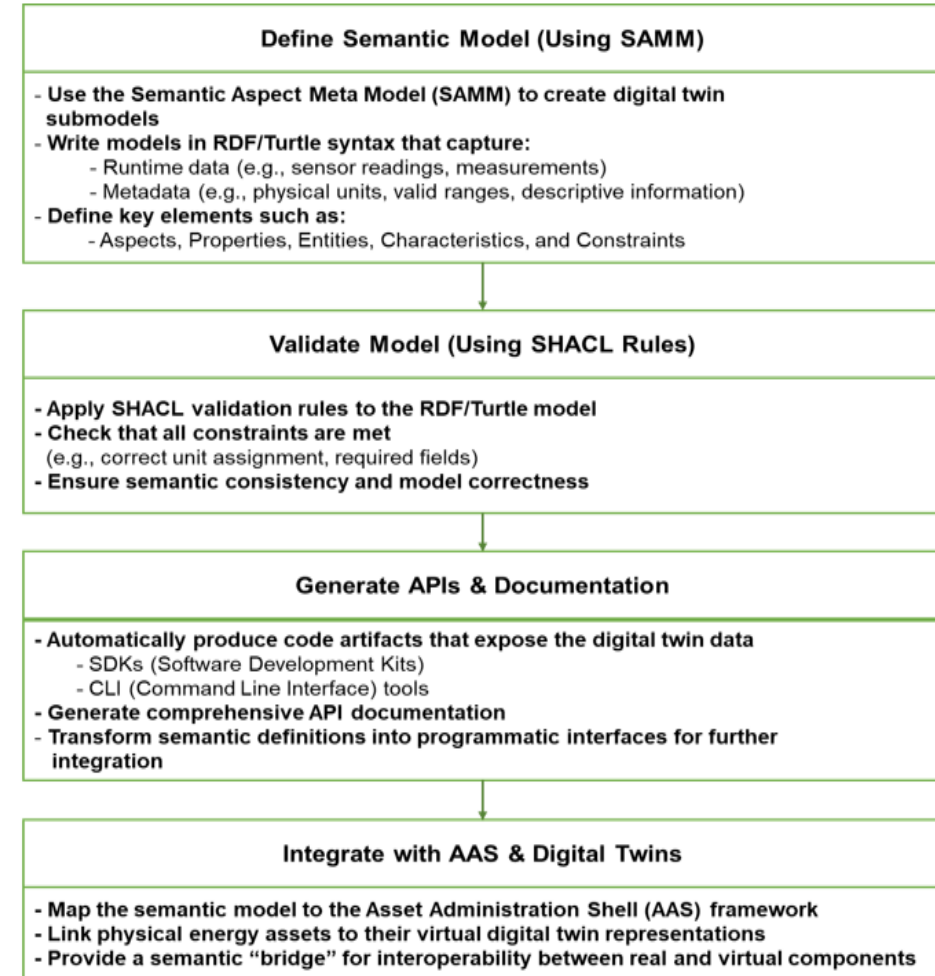 Define Semantic Model (Using SAMM)
- Use the Semantic Aspect Meta Model (SAMM) to create digital twin
submodels
- Write models in RDF/Turtle syntax that capture:
- Runtime data (e.g., sensor readings, measurements)
- Metadata (e.g., physical units, valid ranges, descriptive information)
- Define key elements such as:
- Aspects, Properties, Entities, Characteristics, and Constraints
Validate Model (Using SHACL Rules)
- Apply SHACL validation rules to the RDF/Turtle model
- Check that all constraints are met
(e.g., correct unit assignment, required fields)
- Ensure semantic consistency and model correctness
Generate APIs & Documentation
- Automatically produce code artifacts that expose the digital twin data
- SDKs (Software Development Kits)
- CLI (Command Line Interface) tools
- Generate comprehensive API documentation
- Transform semantic definitions into programmatic interfaces for further
integration
Integrate with AAS & Digital Twins
- Map the semantic model to the Asset Administration Shell (AAS) framework
- Link physical energy assets to their virtual digital twin representations
- Provide a semantic “bridge” for interoperability between real and virtual components